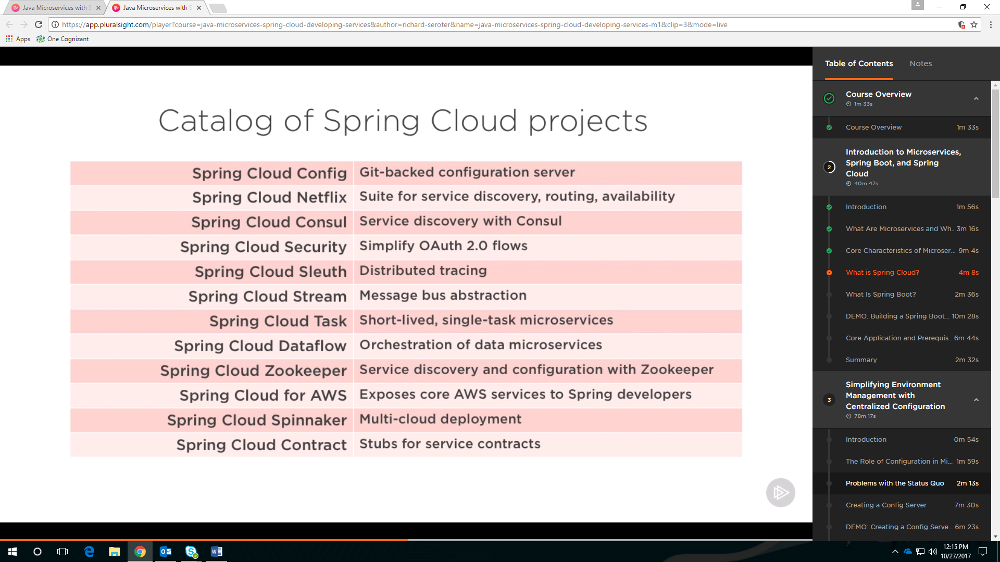 Java Microservices with S
Java Microservices with S
https://app.pluralsight.com/player?course=java-microservices-spring-cloud-developing-services&author=richard-seroter&name=java-microservices-spring-cloud-developing-services-m1&clip=3&mode=live
Apps
One Cognizant
Catalog of Spring Cloud projects
Spring Cloud Config Git-backed configuration server
Spring Cloud Netflix Suite for service discovery, routing, availability
Spring Cloud Consul Service discovery with Consul
Spring Cloud Security Simplify OAuth 2.0 flows
Spring Cloud Sleuth Distributed tracing
Spring Cloud Stream Message bus abstraction
Spring Cloud Task Short-lived, single-task microservices
Spring Cloud Dataflow Orchestration of data microservices
Spring Cloud Zookeeper Service discovery and configuration with Zookeeper
Spring Cloud for AWS Exposes core AWS services to Spring developers
Spring Cloud Spinnaker Multi-cloud deployment
Spring Cloud Contract Stubs for service contracts
Table of Contents Notes
Course Overview
1m 33s
Course Overview 1m 33s
2
Introduction to Microservices,
Spring Boot, and Spring
Cloud
40m 47s
Introduction 1m 56s
What Are Microservices and Wh.. 3m 16s
Core Characteristics of Microser... 9m 4s
What is Spring Cloud? 4m 8s
What Is Spring Boot? 2m 36s
DEMO: Building a Spring Boot... 10m 28s
Core Application and Prerequis.. 6m 44s
Summary 2m 32s
3
Simplifying Environment
Management with
Centralized Configuration
78m 17s
Introduction 0m 54s
The Role of Configuration in Mi... 1m 59s
Problems with the Status Quo 2m 13s
Creating a Config Server 7m 30s
DEMO: Creating a Config Serve... 6m 23s
12:15 PM
10/27/2017